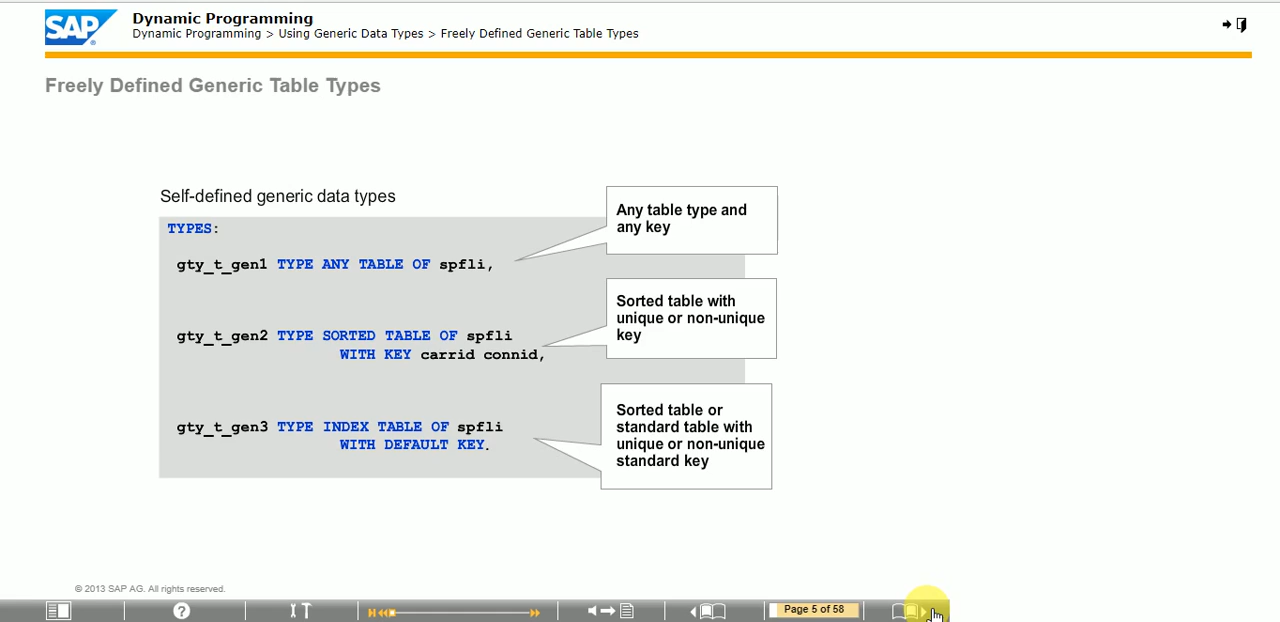 SAP
Dynamic Programming
Dynamic Programming > Using Generic Data Types > Freely Defined Generic Table Types
Freely Defined Generic Table Types
Self-defined generic data types
TYPES:
gty_t_gen1 TYPE ANY TABLE OF spfli,
Any table type and
any key
gty_t_gen2 TYPE SORTED TABLE OF spfli
WITH KEY carrid connid,
Sorted table with
unique or non-unique
key
gty_t_gen3 TYPE INDEX TABLE OF spfli
WITH DEFAULT KEY.
Sorted table or
standard table with
unique or non-unique
standard key
© 2013 SAP AG. All rights reserved.
Page 5 of 58